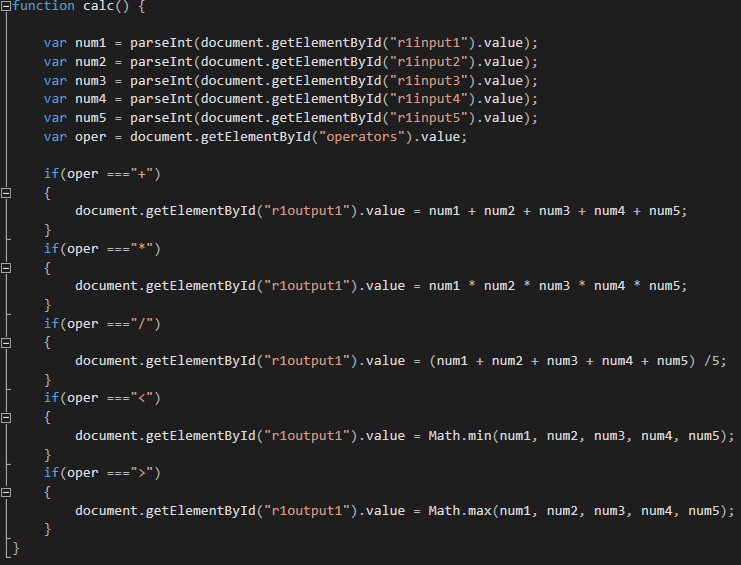 function calc() {
var num1 = parseInt(document.getElementById("r1input1").value);
var num2 = parseInt(document.getElementById("r1input2").value);
var num3 = parseInt(document.getElementById("r1input3").value);
var num4 = parseInt(document.getElementById("r1input4").value);
var num5 = parseInt(document.getElementById("r1input5").value);
var oper = document.getElementById("operators").value;
if(oper ==="+")
{
document.getElementById("r1output1").value = num1 + num2 + num3 + num4 + num5;
}
if(oper ==="*")
{
document.getElementById("r1output1").value = num1 * num2 * num3 * num4 * num5;
}
if(oper ==="/")
{
document.getElementById("r1output1").value = (num1 + num2 + num3 + num4 + num5) /5;
}
if(oper ==="<")
{
document.getElementById("r1output1").value = Math.min(num1, num2, num3, num4, num5);
}
if(oper ===">")
{
document.getElementById("r1output1").value = Math.max(num1, num2, num3, num4, num5);
}
}